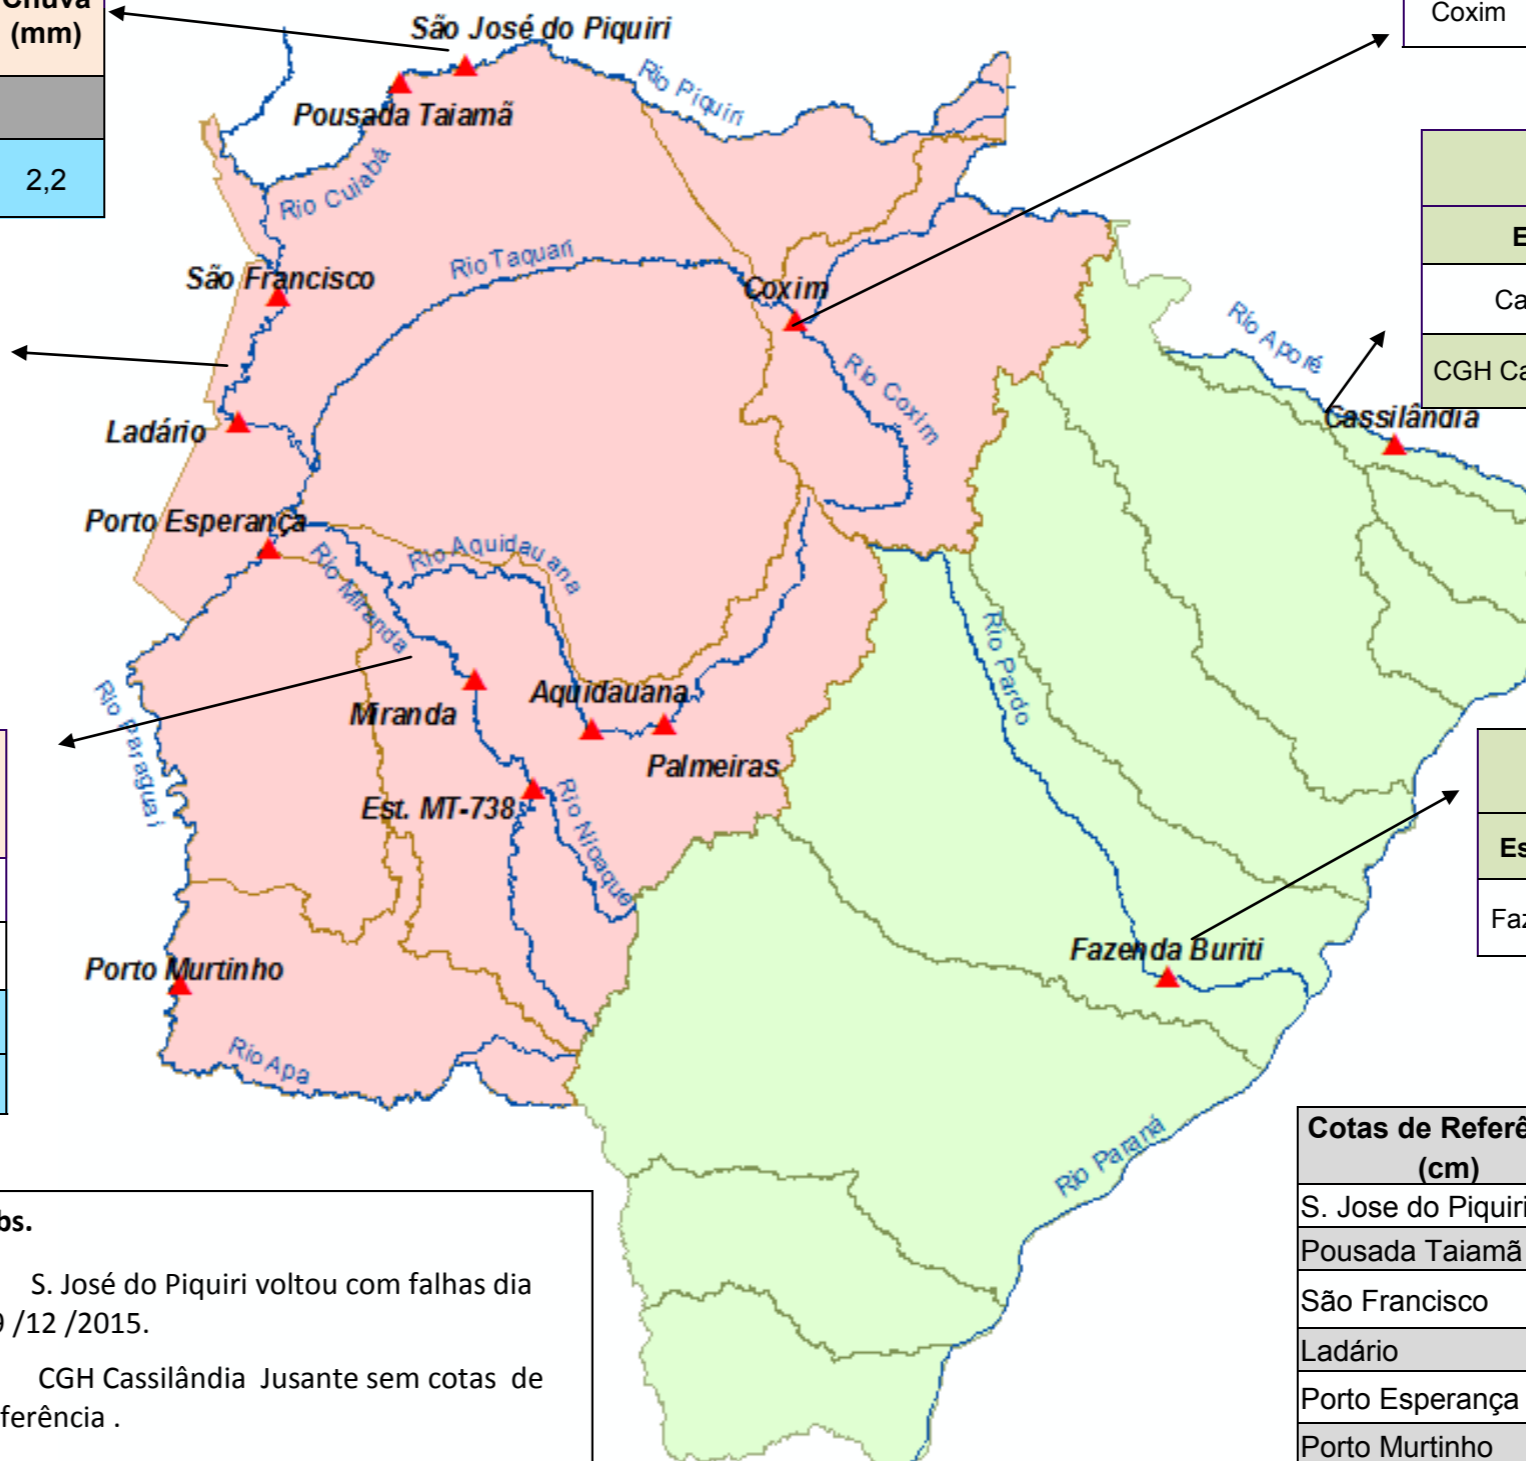 Chuva
(mm)
2,2
São José do Piquiri
Coxim
Rio Piquiri
Pousada Taiamã
Rio Cuiabá
Rio Taquari
São Francisco
Coxim
Rio Coxim
Rio Aporé
CGH Ca
Cassilândia
Ladário
Porto Esperança
Rio Aquidauana
Rio Miranda
Rio Pardo
Rio Paraguai
Aquidauana
Miranda
Palmeiras
Est. MT-738
Rio Nioaque
Fazenda Buriti
Porto Murtinho
Rio Apa
Rio Paraná
Cotas de Referê
(cm)
S. Jose do Piquiri
Pousada Taiamã
São Francisco
Ladário
Porto Esperança
Porto Murtinho
bs.
S. José do Piquiri voltou com falhas dia
9 /12 /2015.
CGH Cassilândia Jusante sem cotas de
ferência .